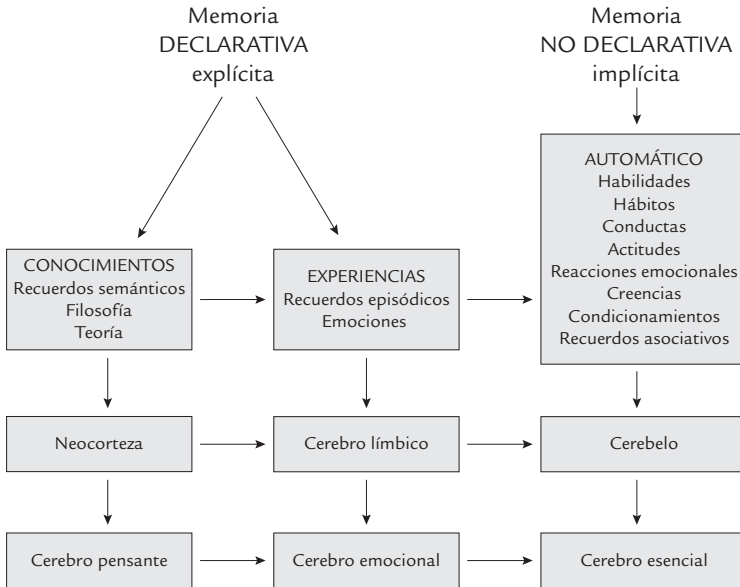 Memoria
DECLARATIVA
explícita
Memoria
NO DECLARATIVA
implícita
CONOCIMIENTOS
Recuerdos semánticos
Filosofía
Teoría
EXPERIENCIAS
Recuerdos episódicos
Emociones
AUTOMÁTICO
Habilidades
Hábitos
Conductas
Actitudes
Reacciones emocionales
Creencias
Condicionamientos
Recuerdos asociativos
Neocorteza
Cerebro límbico
Cerebelo
Cerebro pensante
Cerebro emocional
Cerebro esencial